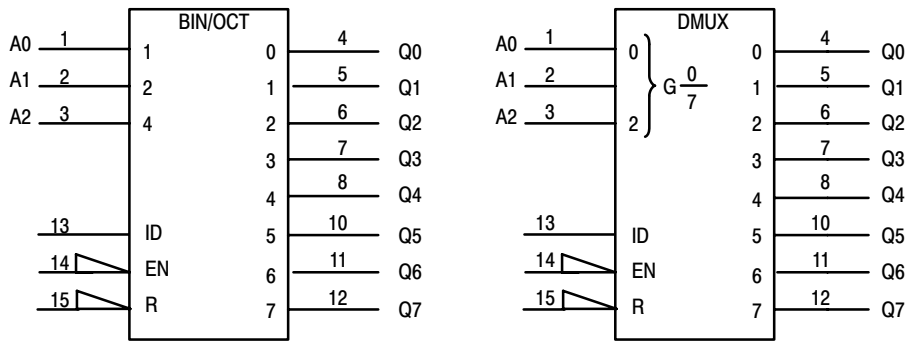 BIN/OCT
A0 1 1 0 4 Q0
A1 2 2 1 5 Q1
A2 3 4 2 6 Q2
3 7 Q3
4 8 Q4
13 ID 5 10 Q5
14 EN 6 11 Q6
15 R 7 12 Q7
DMUX
A0 1 0 0 4 Q0
A1 2 G 0/7 1 5 Q1
A2 3 2 2 6 Q2
3 7 Q3
4 8 Q4
13 ID 5 10 Q5
14 EN 6 11 Q6
15 R 7 12 Q7